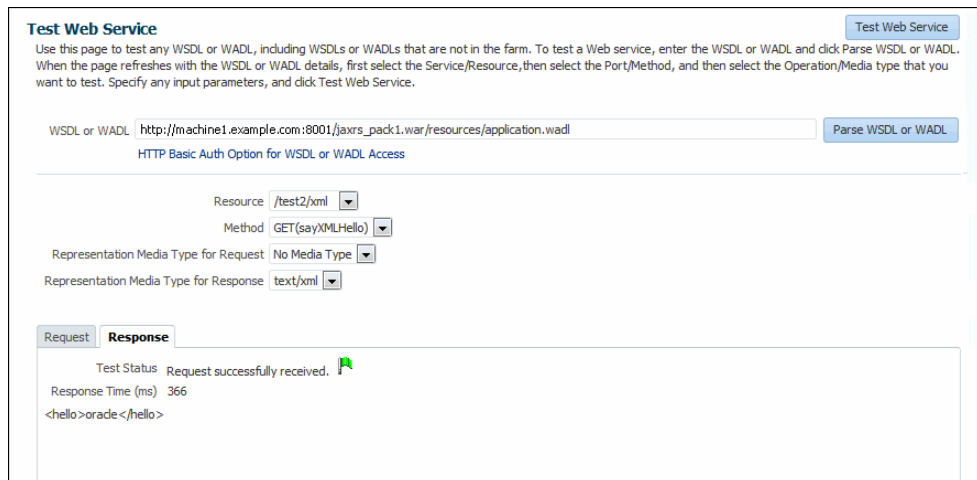 Test Web Service
Test Web Service
Use this page to test any WSDL or WADL, including WSDLs or WADLs that are not in the farm. To test a Web service, enter the WSDL or WADL and click Parse WSDL or WADL.
When the page refreshes with the WSDL or WADL details, first select the Service/Resource,then select the Port/Method, and then select the Operation/Media type that you
want to test. Specify any input parameters, and click Test Web Service.
WSDL or WADL http://machine1.example.com:8001/jaxrs_pack1.war/resources/application.wadl Parse WSDL or WADL
HTTP Basic Auth Option for WSDL or WADL Access
Resource /test2/xml
Method GET(sayXMLHello)
Representation Media Type for Request No Media Type
Representation Media Type for Response text/xml
Request Response
Test Status Request successfully received.
Response Time (ms) 366
<hello>oracle</hello>